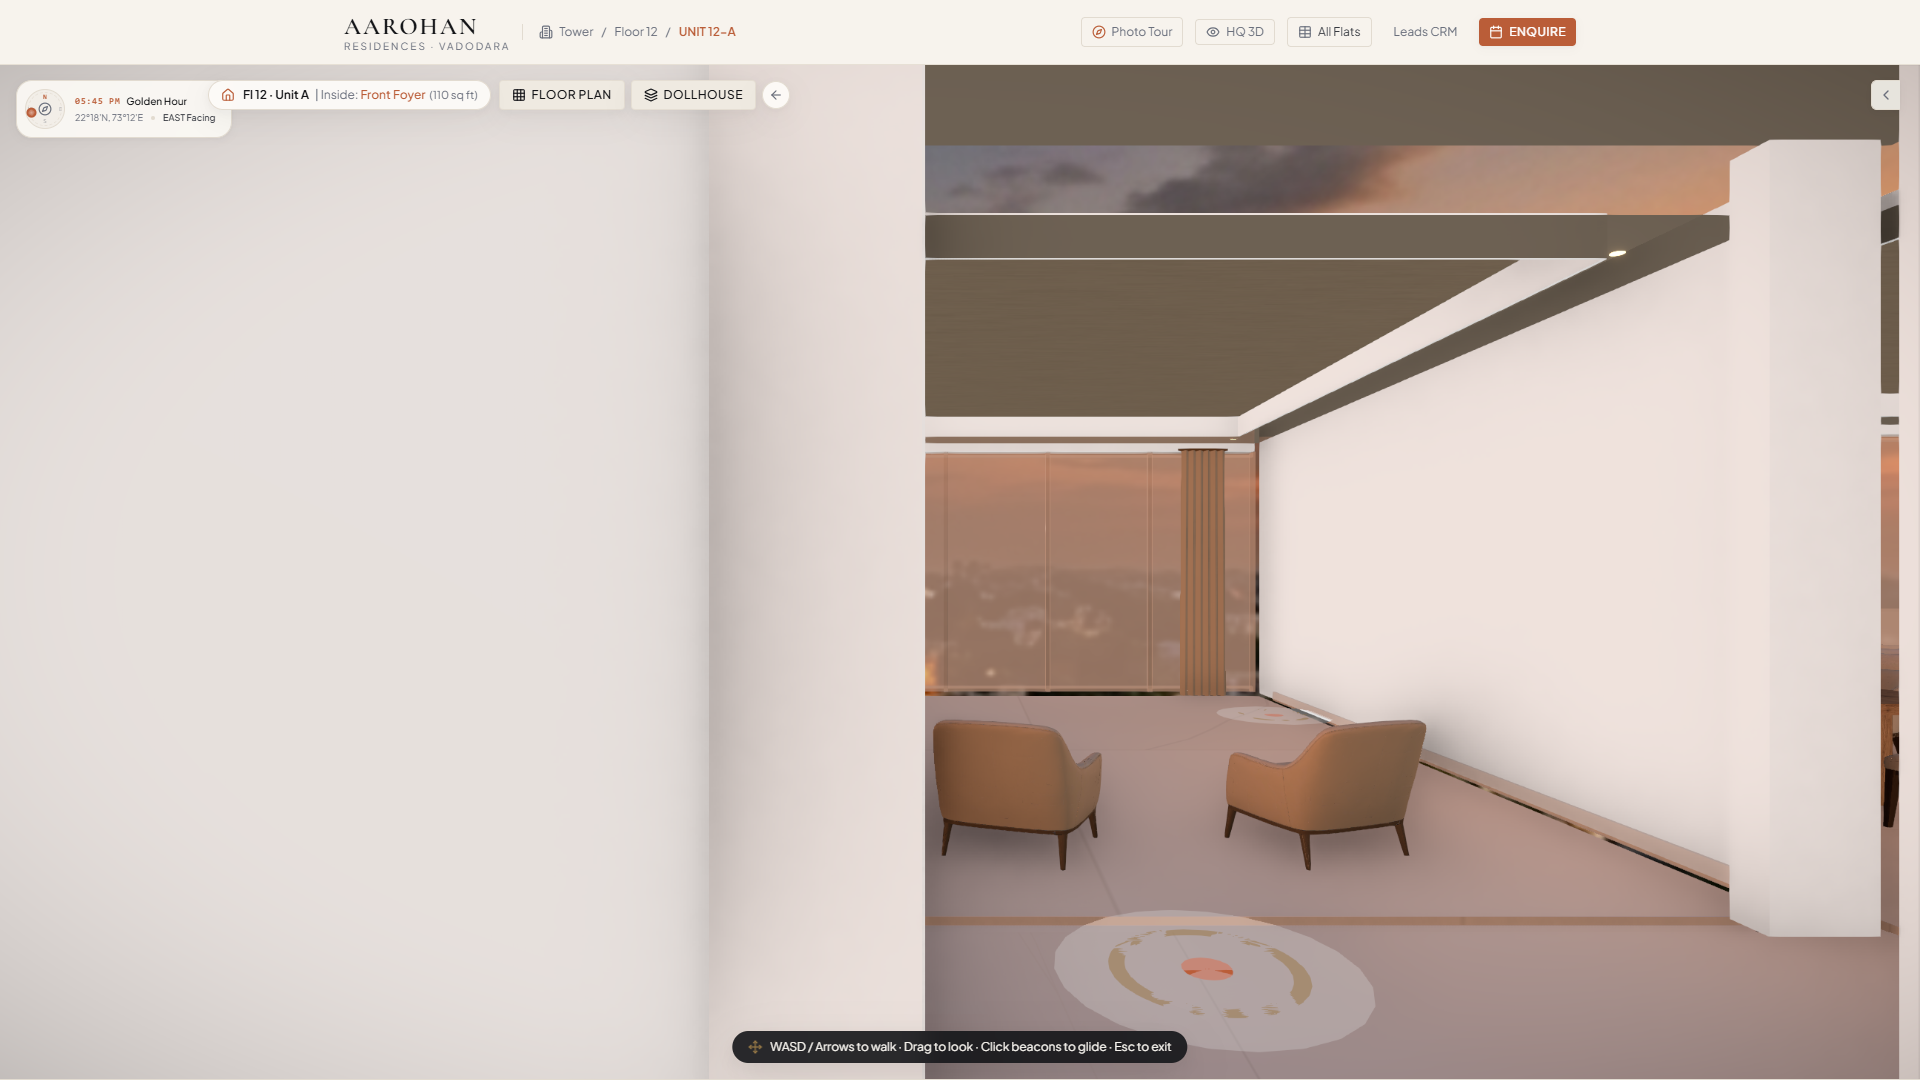 AAROHAN
RESIDENCES · VADODARA
Tower / Floor 12 / UNIT 12-A
Photo Tour
HQ 3D
All Flats
Leads CRM
ENQUIRE
N
05:45 PM Golden Hour
22°18'N, 73°12'E • EAST Facing
Fl 12 · Unit A | Inside: Front Foyer (110 sq ft)
FLOOR PLAN
DOLLHOUSE
WASD / Arrows to walk · Drag to look · Click beacons to glide · Esc to exit